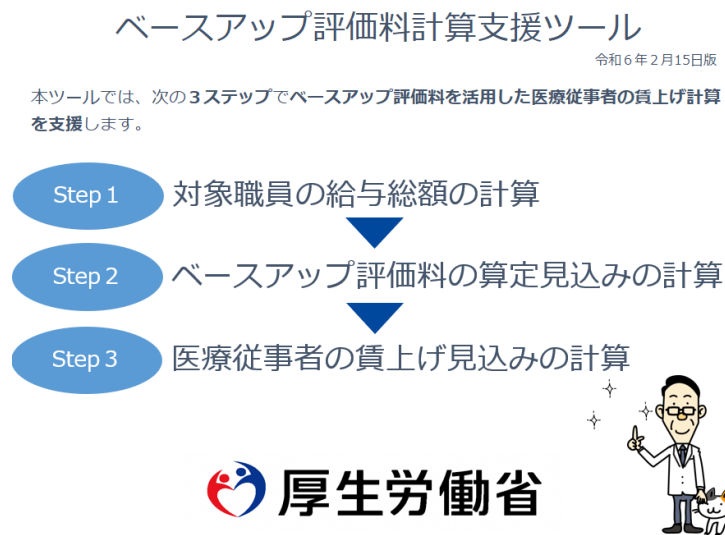 ベースアップ評価料計算支援ツール
令和６年２月15日版
本ツールでは、次の３ステップでベースアップ評価料を活用した医療従事者の賃上げ計算
を支援します。
Step 1
対象職員の給与総額の計算
Step 2
ベースアップ評価料の算定見込みの計算
Step 3
医療従事者の賃上げ見込みの計算
厚生労働省